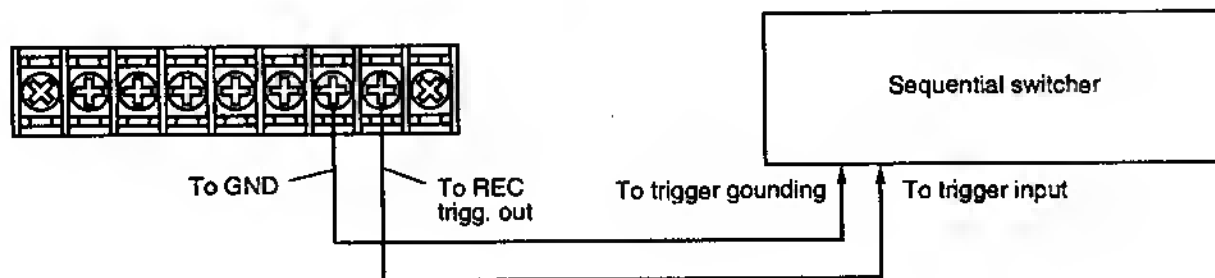 Sequential switcher
To GND
To REC
trigg. out
To trigger gounding
To trigger input